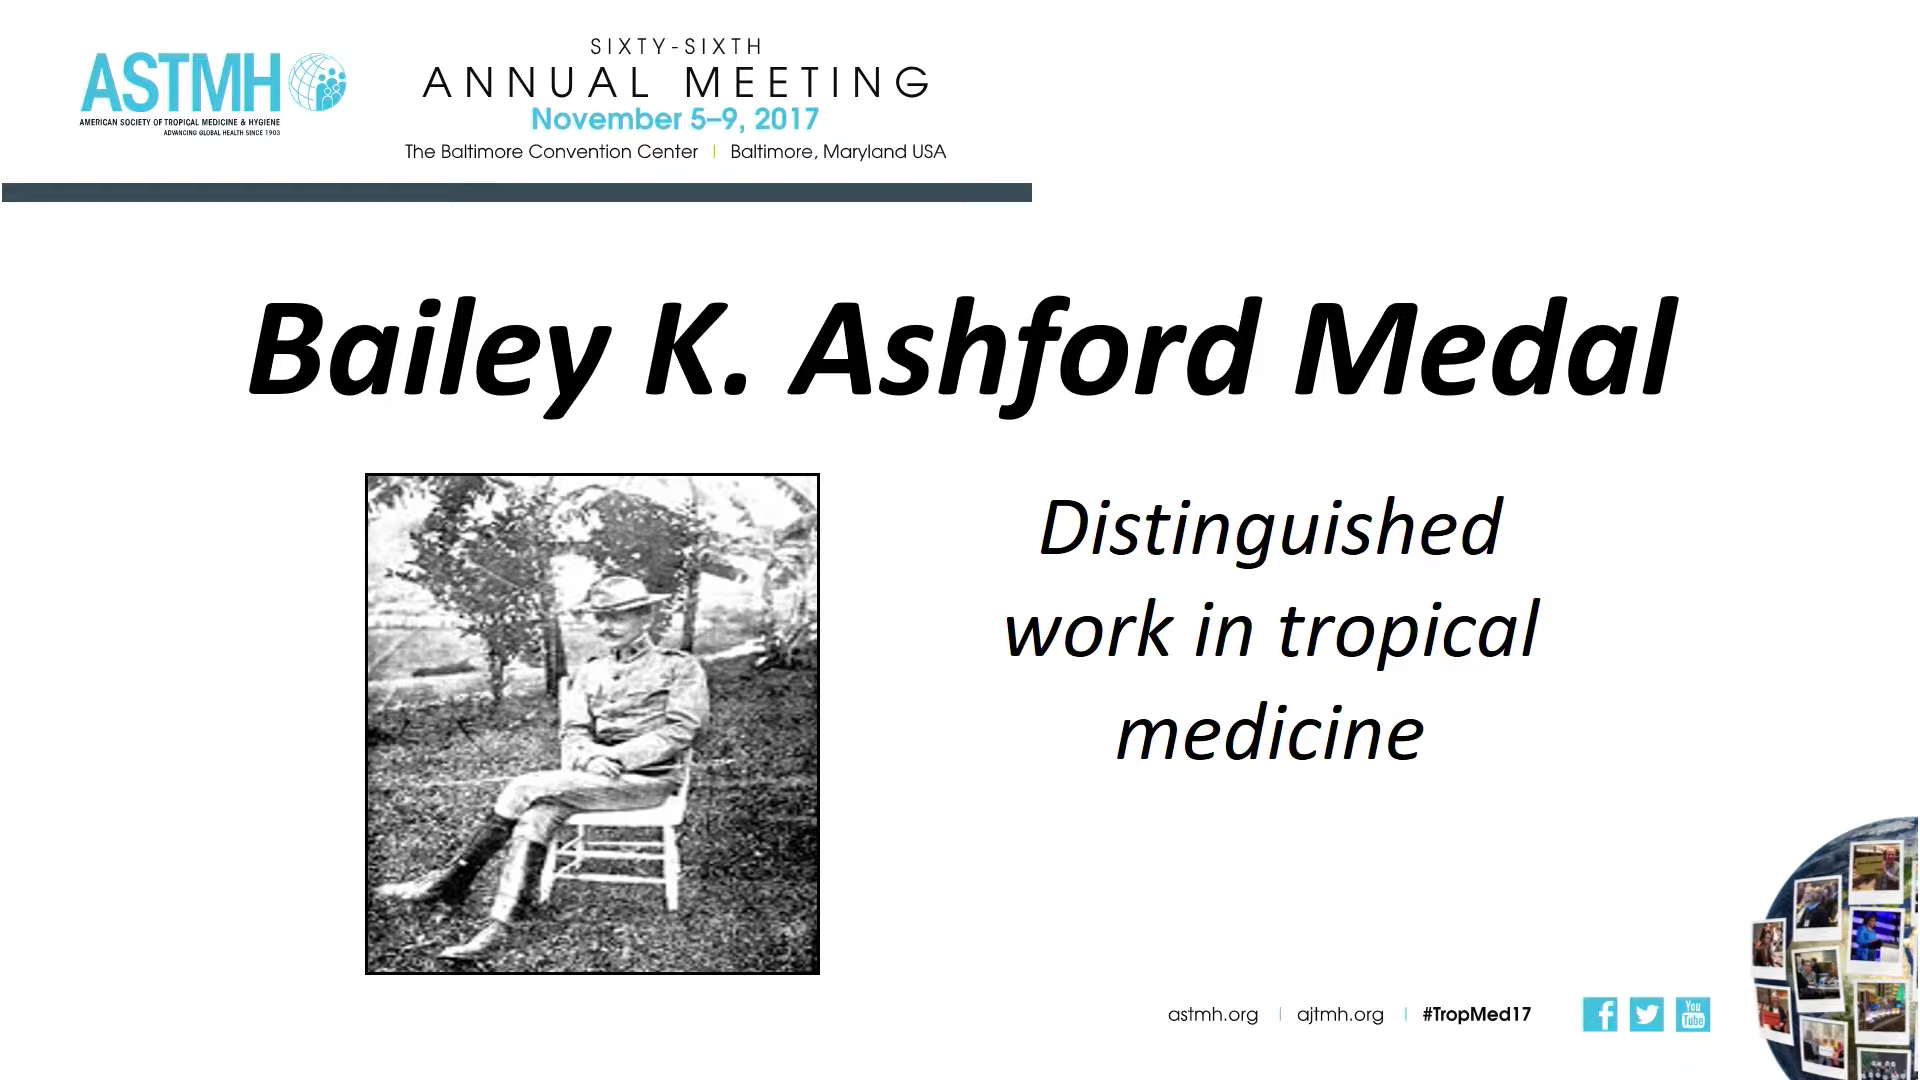 ASTMH
AMERICAN SOCIETY OF TROPICAL MEDICINE & HYGIENE
ADVANCING GLOBAL HEALTH SINCE 1903
SIXTY-SIXTH
ANNUAL MEETING
November 5–9, 2017
The Baltimore Convention Center | Baltimore, Maryland USA
Bailey K. Ashford Medal
Distinguished
work in tropical
medicine
astmh.org | ajtmh.org | #TropMed17
You
Tube